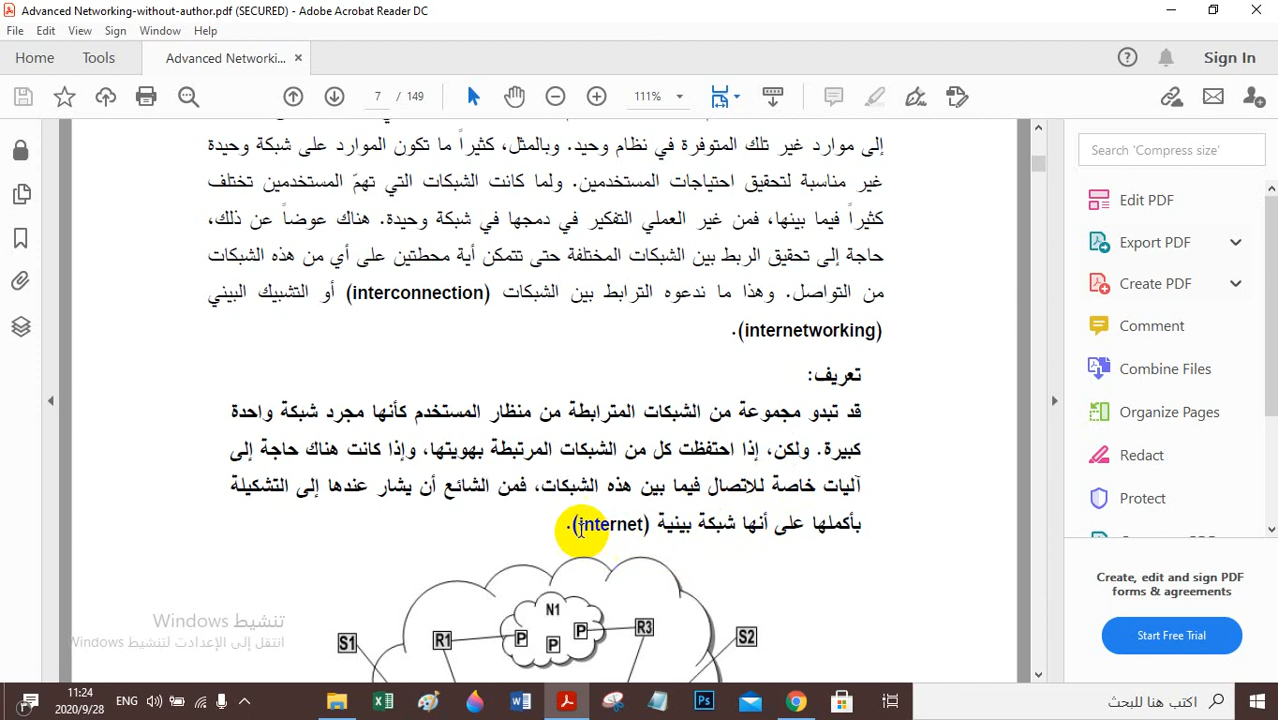 Advanced Networking-without-author.pdf (SECURED) - Adobe Acrobat Reader DC
File Edit View Sign Window Help
Home Tools Advanced Networki... × Sign In
7 / 149 111%
إلى موارد غير تلك المتوفرة في نظام وحيد. وبالمثل، كثيراً ما تكون الموارد على شبكة وحيدة
غير مناسبة لتحقيق احتياجات المستخدمين. ولما كانت الشبكات التي تهمّ المستخدمين تختلف
كثيراً فيما بينها، فمن غير العملي التفكير في دمجها في شبكة وحيدة. هناك عوضاً عن ذلك،
حاجة إلى تحقيق الربط بين الشبكات المختلفة حتى تتمكن أية محطتين على أي من هذه الشبكات
من التواصل. وهذا ما ندعوه الترابط بين الشبكات (interconnection) أو التشبيك البيني
(internetworking).
تعريف:
قد تبدو مجموعة من الشبكات المترابطة من منظار المستخدم كأنها مجرد شبكة واحدة
كبيرة. ولكن، إذا احتفظت كل من الشبكات المرتبطة بهويتها، وإذا كانت هناك حاجة إلى
آليات خاصة للاتصال فيما بين هذه الشبكات، فمن الشائع أن يشار عندها إلى التشكيلة
بأكملها على أنها شبكة بينية (internet).
N1
S1 R1 P P P R3 S2
تنشيط Windows
انتقل إلى الإعدادت لتنشيط Windows
Search 'Compress size'
Edit PDF
Export PDF
Create PDF
Comment
Combine Files
Organize Pages
Redact
Protect
Create, edit and sign PDF
forms & agreements
Start Free Trial
11:24
2020/9/28
ENG
اكتب هنا للبحث